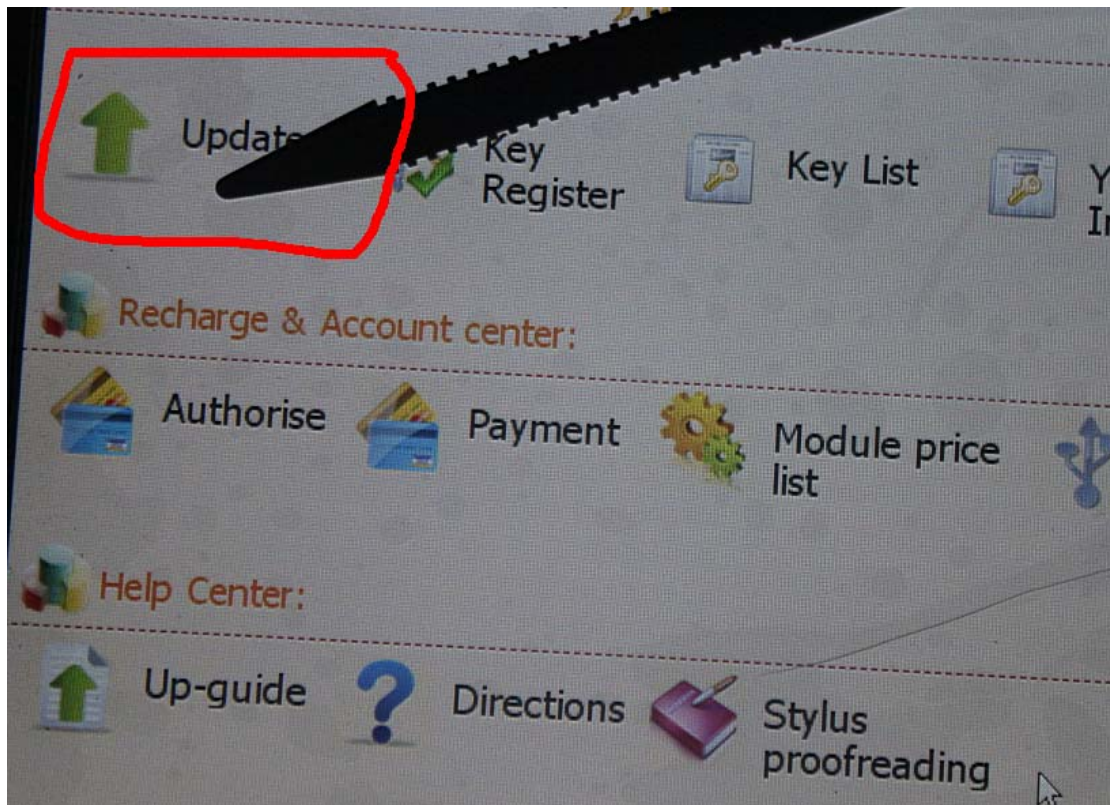 Update
Key
Register
Key List
Recharge & Account center:
Authorise
Payment
Module price
list
Help Center:
Up-guide
Directions
Stylus
proofreading